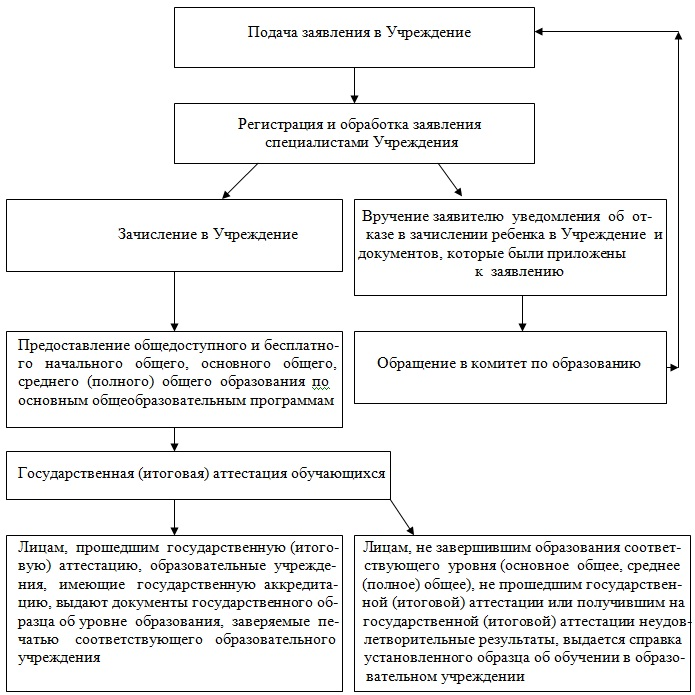 Подача заявления в Учреждение
Регистрация и обработка заявления
специалистами Учреждения
Зачисление в Учреждение
Вручение заявителю уведомления об от-
казе в зачислении ребенка в Учреждение и
документов, которые были приложены
к заявлению
Предоставление общедоступного и бесплатно-
го начального общего, основного общего,
среднего (полного) общего образования по
основным общеобразовательным программам
Обращение в комитет по образованию
Государственная (итоговая) аттестация обучающихся
Лицам, прошедшим государственную (итого-
вую) аттестацию, образовательные учрежде-
ния, имеющие государственную аккредита-
цию, выдают документы государственного об-
разца об уровне образования, заверяемые пе-
чатью соответствующего образовательного
учреждения
Лицам, не завершившим образования соответ-
ствующего уровня (основное общее, среднее
(полное) общее), не прошедшим государствен-
ной (итоговой) аттестации или получившим на
государственной (итоговой) аттестации неудов-
летворительные результаты, выдается справка
установленного образца об обучении в образо-
вательном учреждении